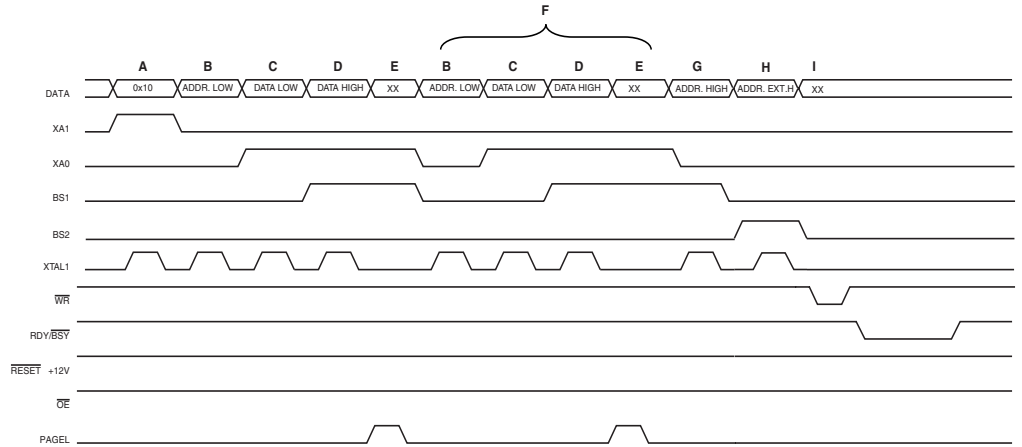 F
A B C D E B C D E G H I
DATA 0x10 ADDR. LOW DATA LOW DATA HIGH XX ADDR. LOW DATA LOW DATA HIGH XX ADDR. HIGH ADDR. EXT.H XX
XA1
XA0
BS1
BS2
XTAL1
WR
RDY/BSY
RESET +12V
OE
PAGEL